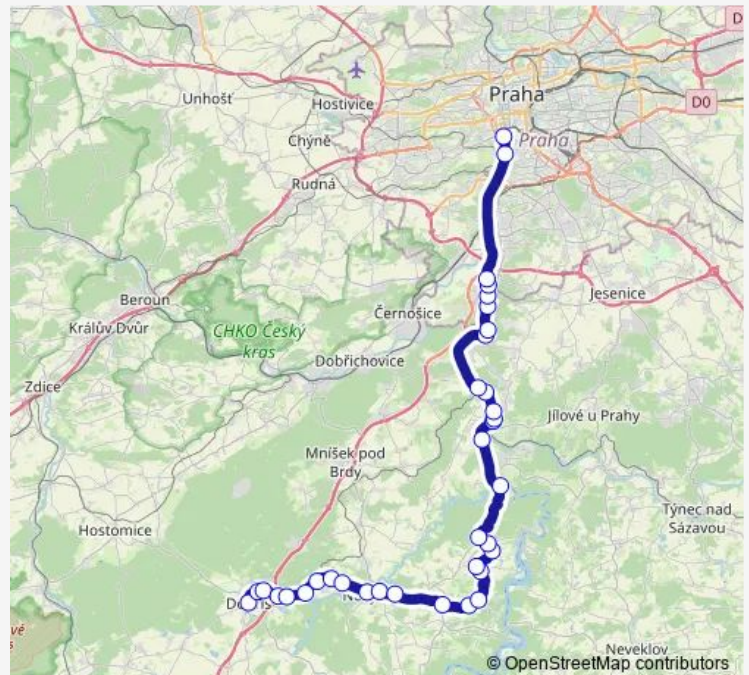 D
Unhošť
Hostivice
Praha
D0
Chýně
Praha
Rudná
Beroun
Jesenice
Černošice
Králův Dvůr
CHKO Český
kras
Dobřichovice
Zdice
Jílové u Prahy
Mníšek pod
Brdy
Hostomice
Týnec nad
Sázavou
vé
Neveklov
© OpenStreetMap contributors